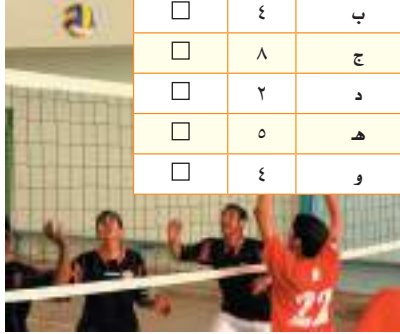 ب ٤ □
ج ٨ □
د ٢ □
هـ ٥ □
و ٤ □
22